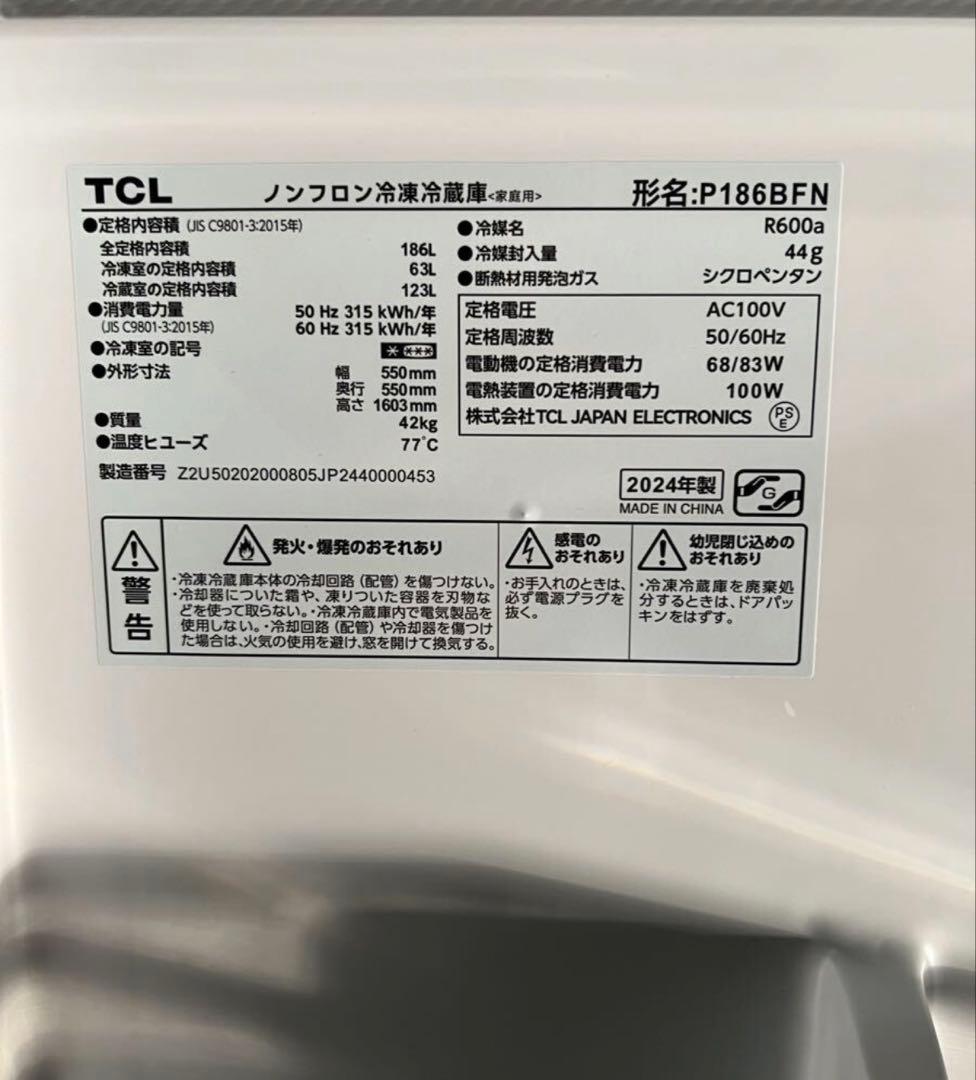 TCL ノンフロン冷凍冷蔵庫<家庭用> 形名:P186BFN
●定格内容積 (JIS C9801-3:2015年)
全定格内容積 186L
冷凍室の定格内容積 63L
冷蔵室の定格内容積 123L
●消費電力量 50 Hz 315 kWh/年
(JIS C9801-3:2015年) 60 Hz 315 kWh/年
●冷凍室の記号
●外形寸法 幅 550mm
奥行 550mm
高さ 1603mm
●質量 42kg
●温度ヒューズ 77℃
●冷媒名 R600a
●冷媒封入量 44g
●断熱材用発泡ガス シクロペンタン
定格電圧 AC100V
定格周波数 50/60Hz
電動機の定格消費電力 68/83W
電熱装置の定格消費電力 100W
株式会社TCL JAPAN ELECTRONICS PSE
製造番号 Z2U50202000805JP2440000453
2024年製
MADE IN CHINA
G
警告
発火・爆発のおそれあり
・冷凍冷蔵庫本体の冷却回路(配管)を傷つけない。
・冷却器についた霜や、凍りついた容器を刃物な
どを使って取らない。・冷凍冷蔵庫内で電気製品を
使用しない。・冷却回路(配管)や冷却器を傷つけ
た場合は、火気の使用を避け、窓を開けて換気する。
感電の
おそれあり
・お手入れのときは、
必ず電源プラグを
抜く。
幼児閉じ込めの
おそれあり
・冷凍冷蔵庫を廃棄処
分するときは、ドアパッ
キンをはずす。